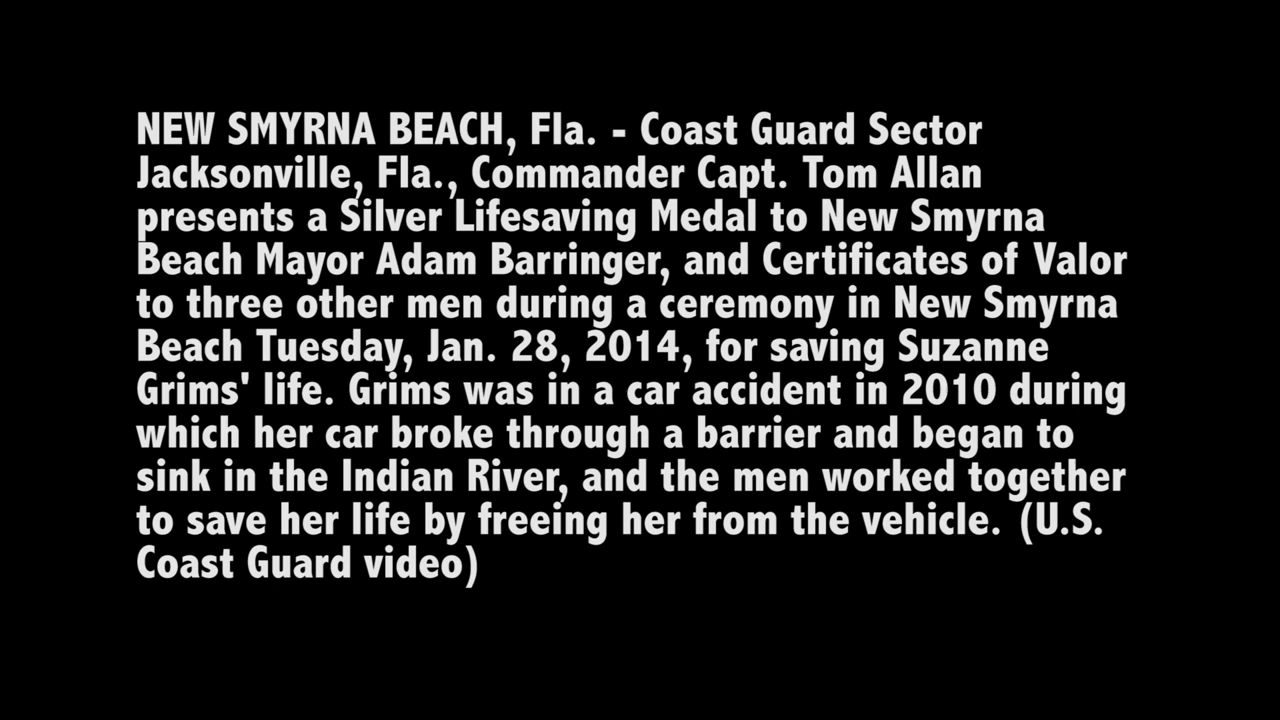 NEW SMYRNA BEACH, Fla. - Coast Guard Sector
Jacksonville, Fla., Commander Capt. Tom Allan
presents a Silver Lifesaving Medal to New Smyrna
Beach Mayor Adam Barringer, and Certificates of Valor
to three other men during a ceremony in New Smyrna
Beach Tuesday, Jan. 28, 2014, for saving Suzanne
Grims' life. Grims was in a car accident in 2010 during
which her car broke through a barrier and began to
sink in the Indian River, and the men worked together
to save her life by freeing her from the vehicle. (U.S.
Coast Guard video)